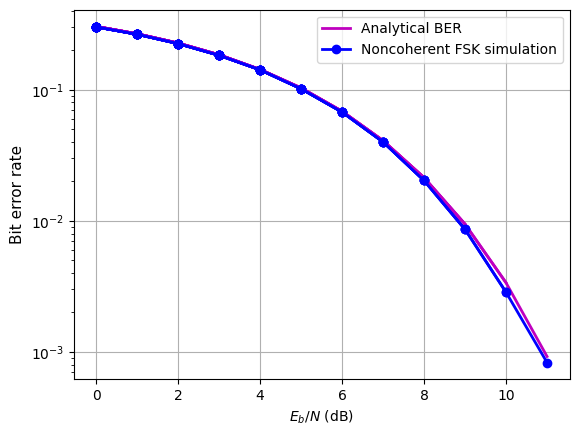 Analytical BER
Noncoherent FSK simulation
Bit error rate
10⁻¹
10⁻²
10⁻³
0 2 4 6 8 10
E_b/N (dB)